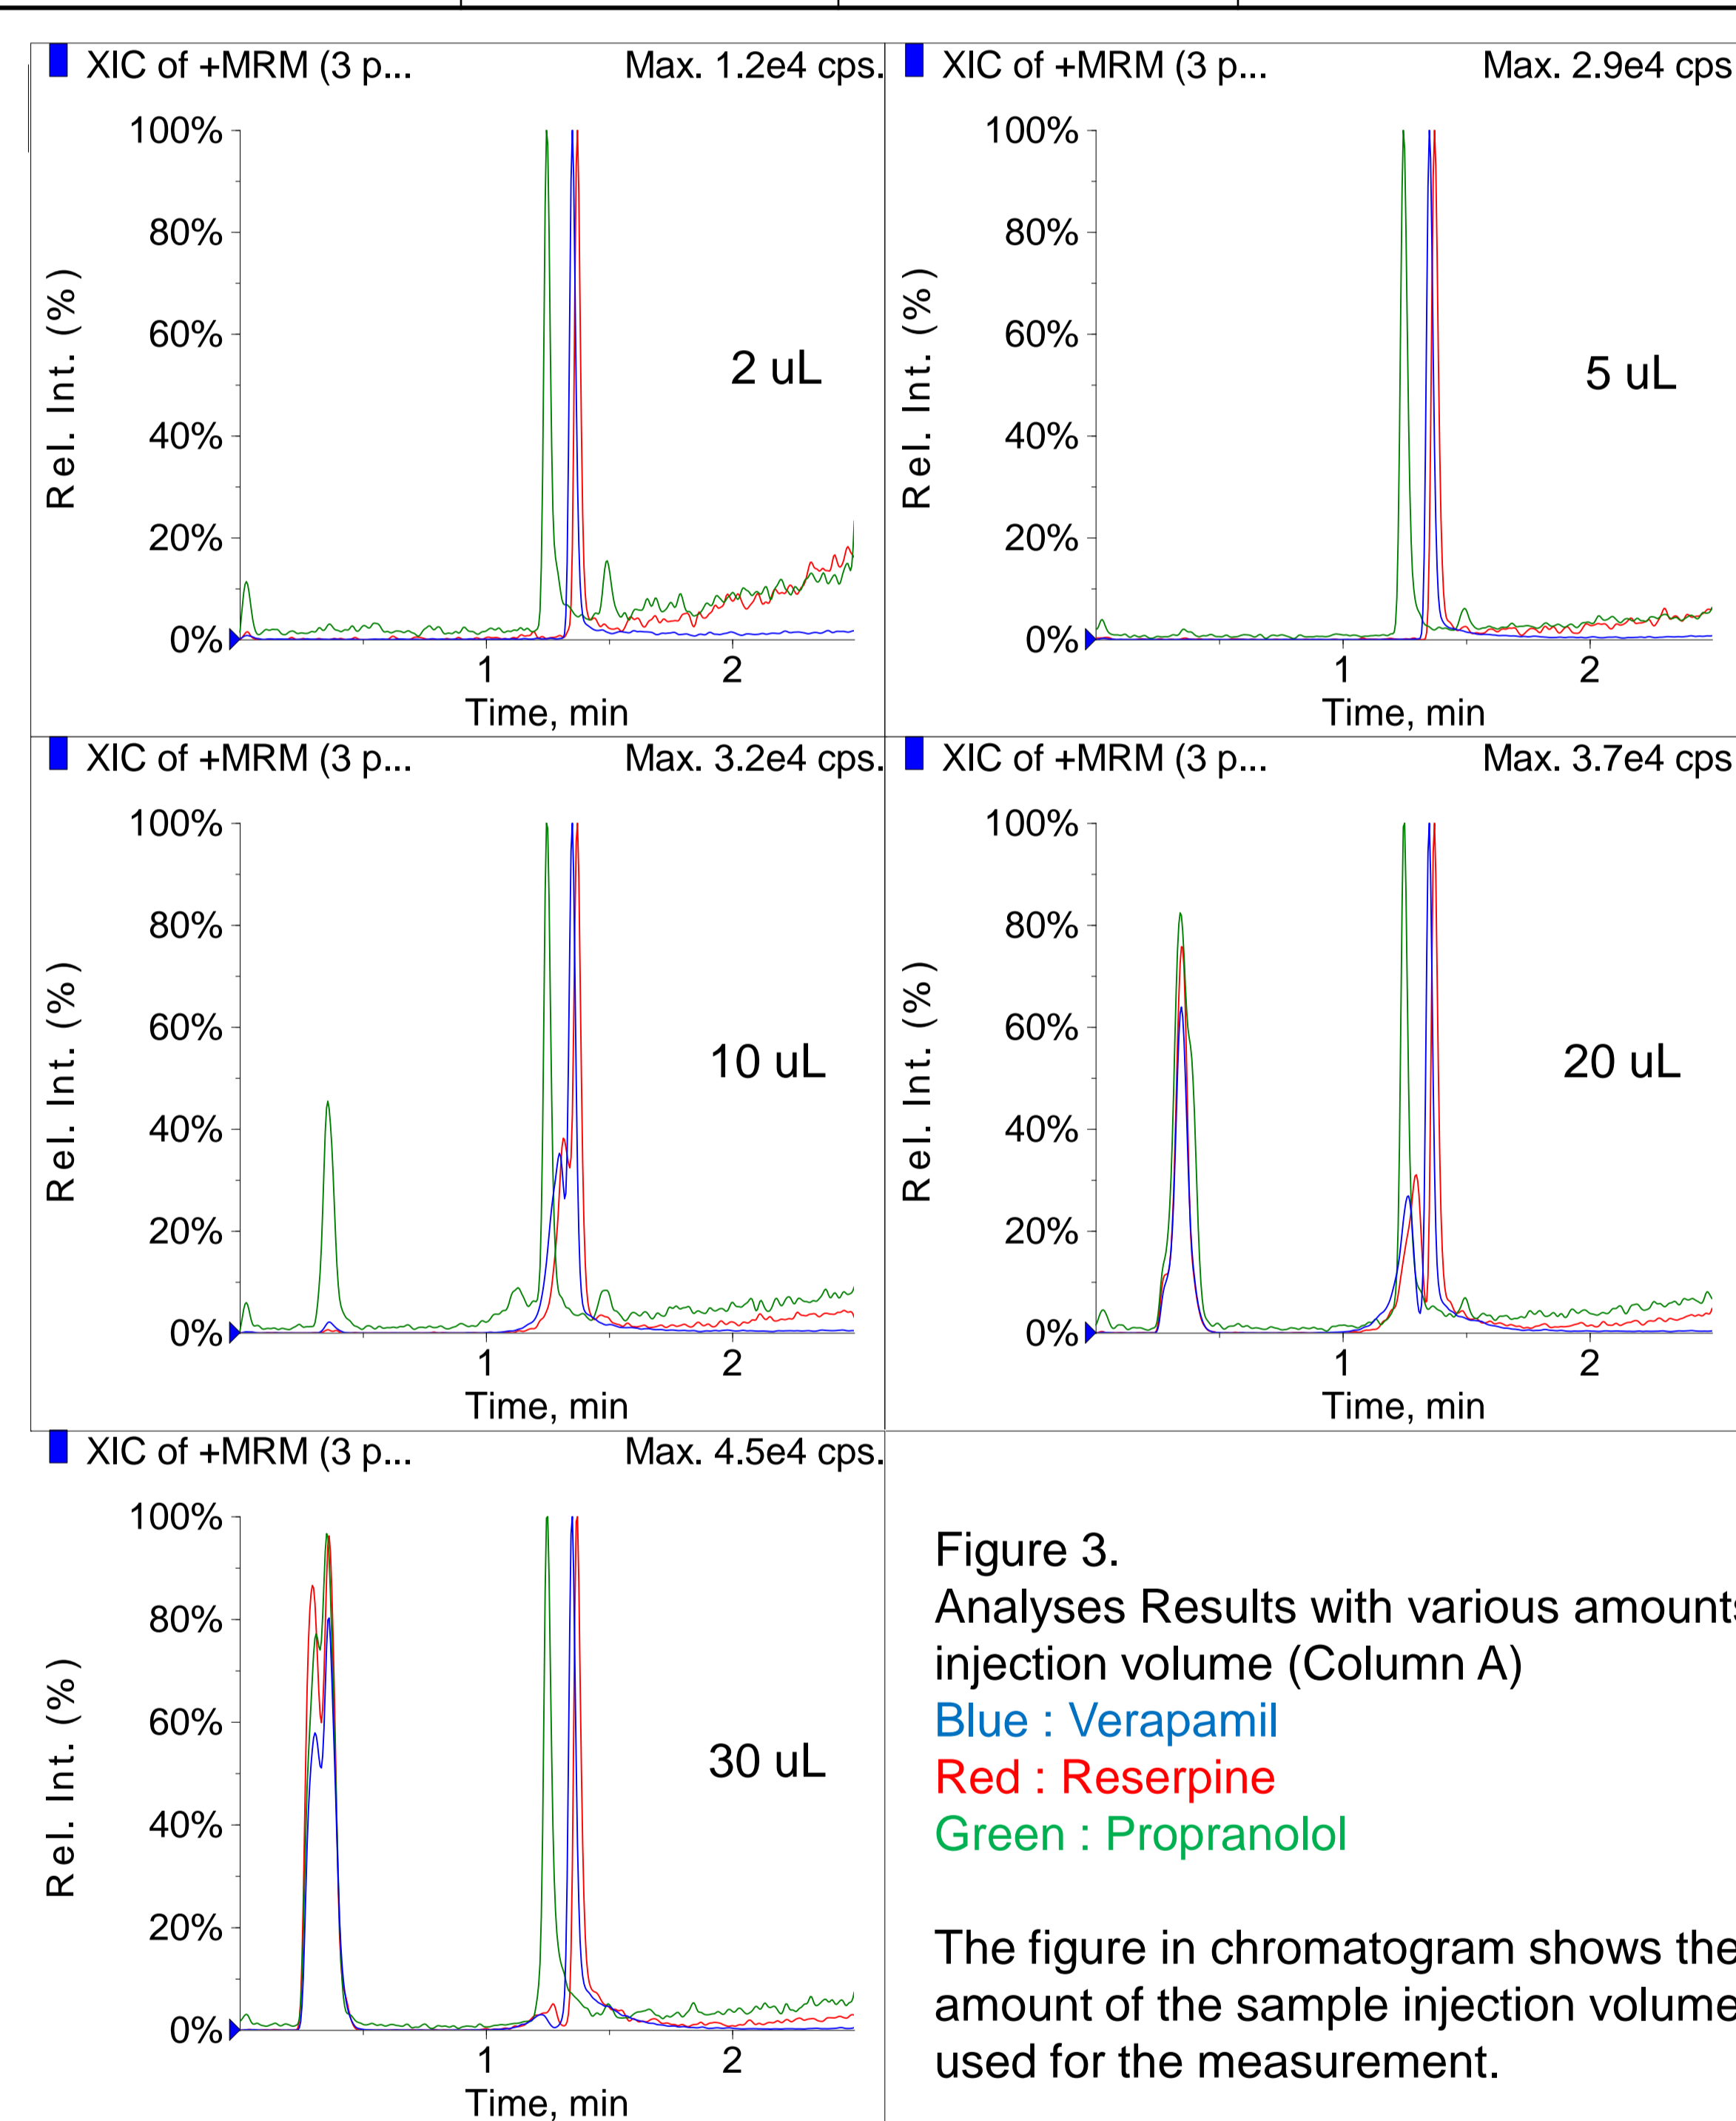 XIC of +MRM (3 p... Max. 1.2e4 cps.
100%
80%
60%
40%
20%
0%
Rel. Int. (%)
2 uL
1 2
Time, min
XIC of +MRM (3 p... Max. 2.9e4 cps
100%
80%
60%
40%
20%
0%
Rel. Int. (%)
5 uL
1 2
Time, min
XIC of +MRM (3 p... Max. 3.2e4 cps.
100%
80%
60%
40%
20%
0%
Rel. Int. (%)
10 uL
1 2
Time, min
XIC of +MRM (3 p... Max. 3.7e4 cps
100%
80%
60%
40%
20%
0%
Rel. Int. (%)
20 uL
1 2
Time, min
XIC of +MRM (3 p... Max. 4.5e4 cps.
100%
80%
60%
40%
20%
0%
Rel. Int. (%)
30 uL
1 2
Time, min
Figure 3.
Analyses Results with various amounts
injection volume (Column A)
Blue : Verapamil
Red : Reserpine
Green : Propranolol
The figure in chromatogram shows the
amount of the sample injection volume
used for the measurement.